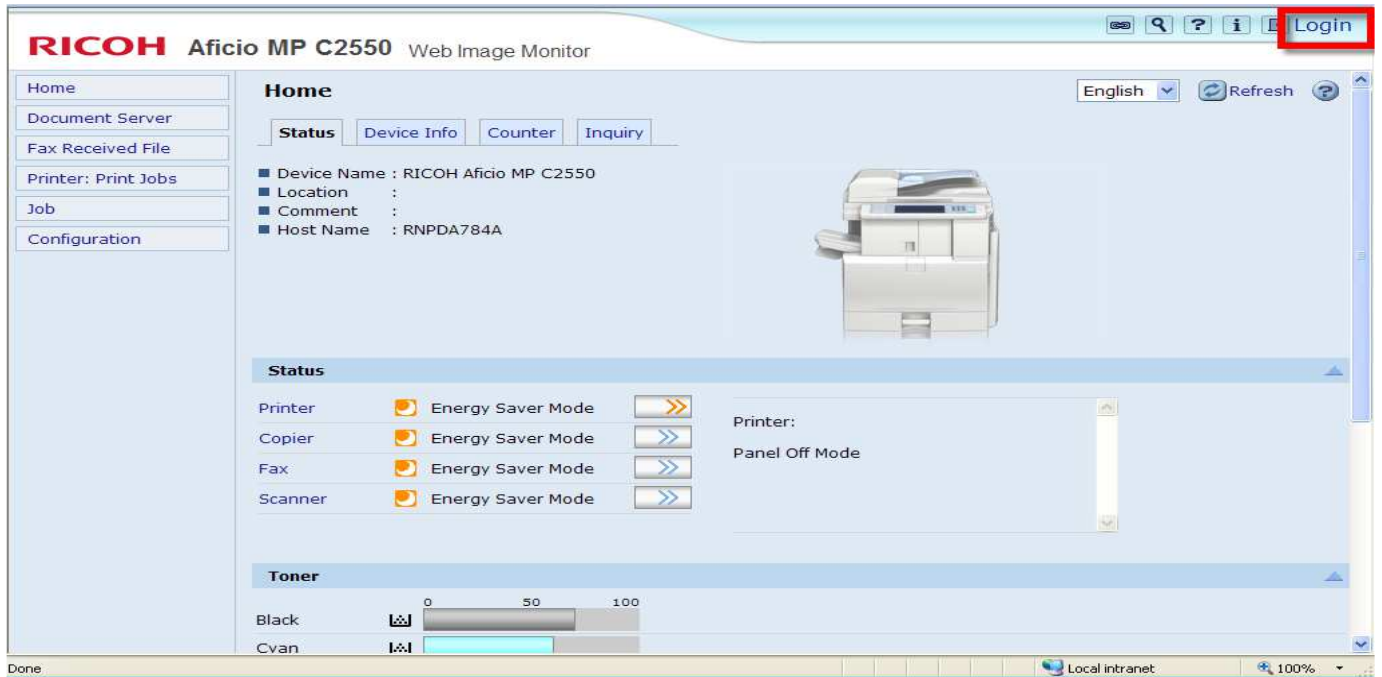 Login
RICOH Aficio MP C2550 Web Image Monitor
Home
Document Server
Fax Received File
Printer: Print Jobs
Job
Configuration
Home
English
Refresh
Status Device Info Counter Inquiry
Device Name : RICOH Aficio MP C2550
Location :
Comment :
Host Name : RNPDA784A
Status
Printer Energy Saver Mode
Copier Energy Saver Mode
Fax Energy Saver Mode
Scanner Energy Saver Mode
Printer:
Panel Off Mode
Toner
0 50 100
Black
Cyan
Done
Local intranet
100%